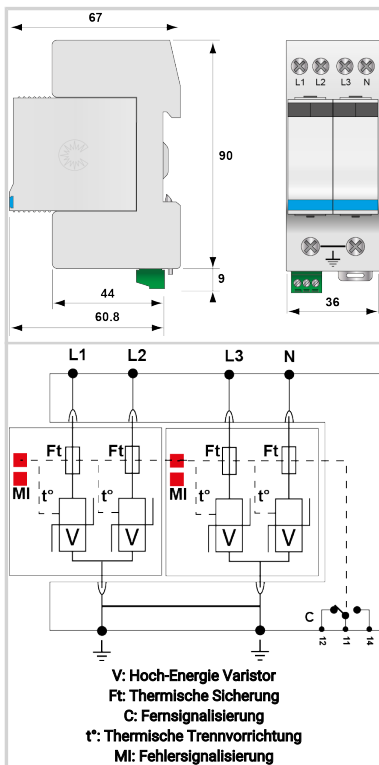 67
L1 L2 L3 N
90
9
44
36
60.8
L1 L2 L3 N
Ft Ft Ft Ft
MI MI
t° t° t° t°
V V V V
C
12 11 14
V: Hoch-Energie Varistor
Ft: Thermische Sicherung
C: Fernsignalisierung
t°: Thermische Trennvorrichtung
MI: Fehlersignalisierung